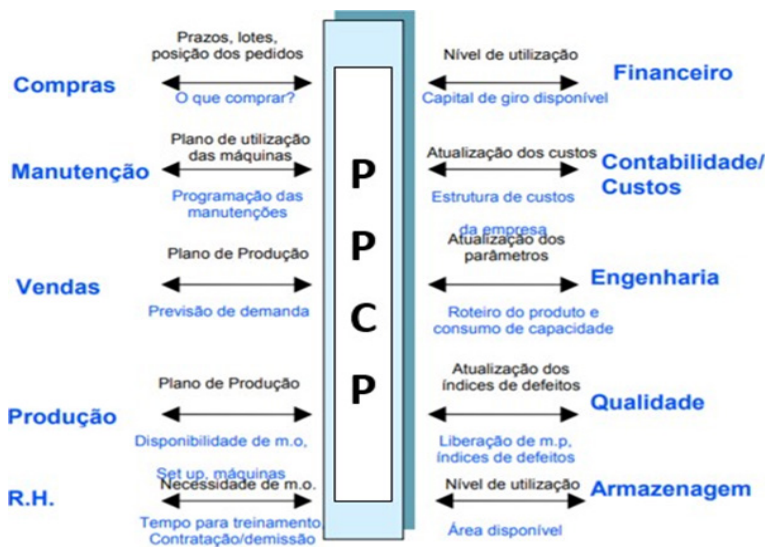 Prazos, lotes,
posição dos pedidos
Compras
O que comprar?
Plano de utilização
das máquinas
Manutenção
Programação das
manutenções
Plano de Produção
Vendas
Previsão de demanda
Plano de Produção
Produção
Disponibilidade de m.o,
Set up, máquinas
Necessidade de m.o.
R.H.
Tempo para treinamento,
Contratação/demissão
P
P
C
P
Nível de utilização
Financeiro
Capital de giro disponível
Atualização dos custos
Contabilidade/
Custos
Estrutura de custos
da empresa
Atualização dos
parâmetros
Engenharia
Roteiro do produto e
consumo de capacidade
Atualização dos
índices de defeitos
Qualidade
Liberação de m.p,
índices de defeitos
Nível de utilização
Armazenagem
Área disponível